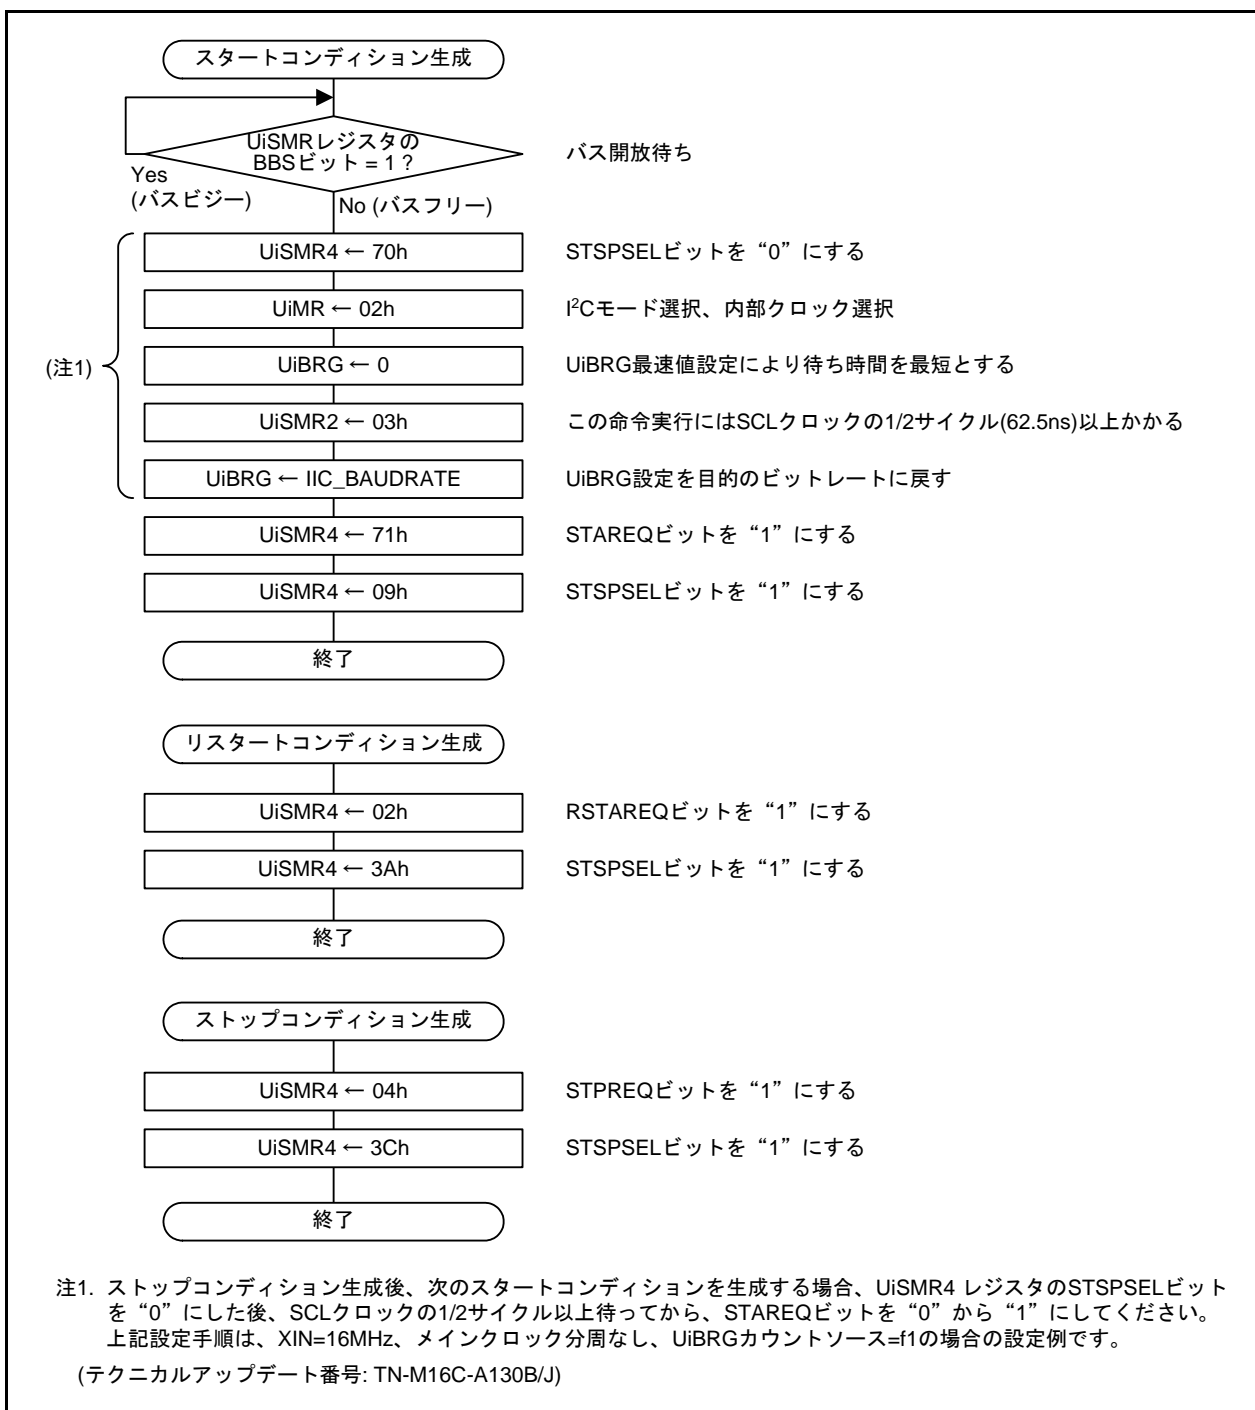 スタートコンディション生成
UiSMRレジスタの
BBSビット = 1 ?
バス開放待ち
Yes
(バスビジー)
No (バスフリー)
UiSMR4 ← 70h
STSPSELビットを“0”にする
UiMR ← 02h
I²Cモード選択、内部クロック選択
(注1)
UiBRG ← 0
UiBRG最速値設定により待ち時間を最短とする
UiSMR2 ← 03h
この命令実行にはSCLクロックの1/2サイクル(62.5ns)以上かかる
UiBRG ← IIC_BAUDRATE
UiBRG設定を目的のビットレートに戻す
UiSMR4 ← 71h
STAREQビットを“1”にする
UiSMR4 ← 09h
STSPSELビットを“1”にする
終了
リスタートコンディション生成
UiSMR4 ← 02h
RSTAREQビットを“1”にする
UiSMR4 ← 3Ah
STSPSELビットを“1”にする
終了
ストップコンディション生成
UiSMR4 ← 04h
STPREQビットを“1”にする
UiSMR4 ← 3Ch
STSPSELビットを“1”にする
終了
注1. ストップコンディション生成後、次のスタートコンディションを生成する場合、UiSMR4 レジスタのSTSPSELビット
を“0”にした後、SCLクロックの1/2サイクル以上待ってから、STAREQビットを“0”から“1”にしてください。
上記設定手順は、XIN=16MHz、メインクロック分周なし、UiBRGカウントソース=f1の場合の設定例です。
(テクニカルアップデート番号: TN-M16C-A130B/J)